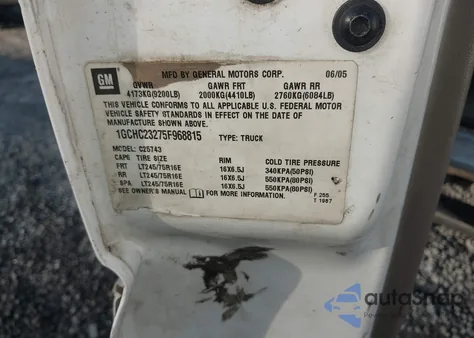 GM
MFD BY GENERAL MOTORS CORP. 06/05
GVWR GAWR FRT GAWR RR
4173KG(9200LB) 2000KG(4410LB) 2760KG(6084LB)
THIS VEHICLE CONFORMS TO ALL APPLICABLE U.S. FEDERAL MOTOR
VEHICLE SAFETY STANDARDS IN EFFECT ON THE DATE OF
MANUFACTURE SHOWN ABOVE.
1GCHC23275F968815 TYPE: TRUCK
MODEL: C25743
TIRE SIZE RIM COLD TIRE PRESSURE
FRT LT245/75R16E 16X6.5J 340KPA(50PSI)
RR LT245/75R16E 16X6.5J 550KPA(80PSI)
SPA LT245/75R16E 16X6.5J 550KPA(80PSI)
SEE OWNER'S MANUAL FOR MORE INFORMATION. F 255
T 1987
autoSnap